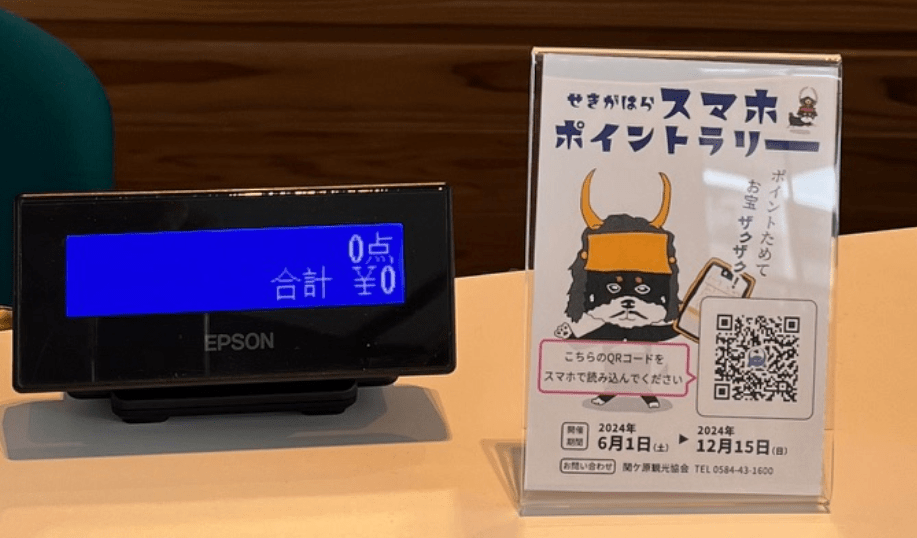 0点
合計 ¥0
EPSON
せきがはら スマホ
ポイントラリー
ポイントためて
お宝 ザクザク!
こちらのQRコードを
スマホで読み込んでください
開催
期間
2024年
6月1日(土)
▶
2024年
12月15日(日)
お問い合わせ 関ケ原観光協会 TEL 0584-43-1600